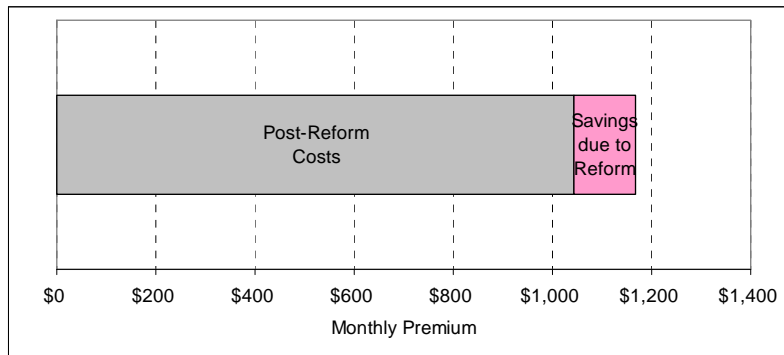 Post-Reform
Costs
Savings
due to
Reform
$0 $200 $400 $600 $800 $1,000 $1,200 $1,400
Monthly Premium